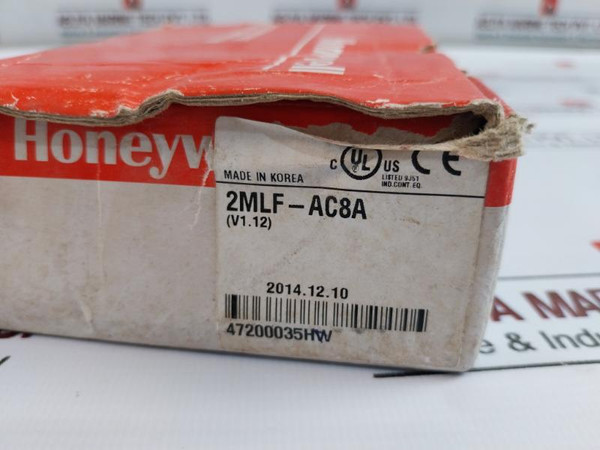 Honeyw
MADE IN KOREA
C UL US CE
LISTED 9J51
IND.CONT. EQ.
2MLF-AC8A
(V1.12)
2014.12.10
47200035HW